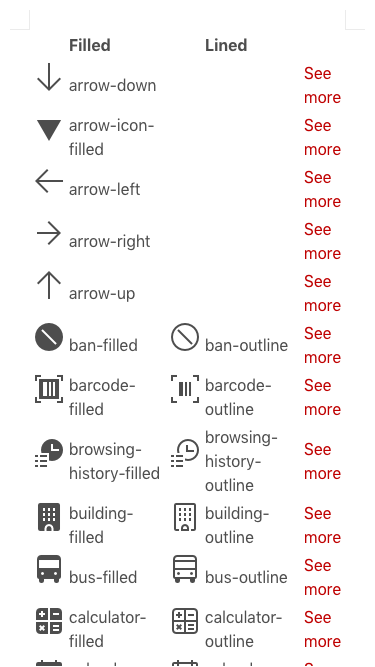 Filled Lined
arrow-down See
more
arrow-icon- See
filled more
arrow-left See
more
arrow-right See
more
arrow-up See
more
ban-filled ban-outline See
more
barcode- barcode- See
filled outline more
browsing- browsing- See
history-filled history- more
outline
building- building- See
filled outline more
bus-filled bus-outline See
more
calculator- calculator- See
filled outline more